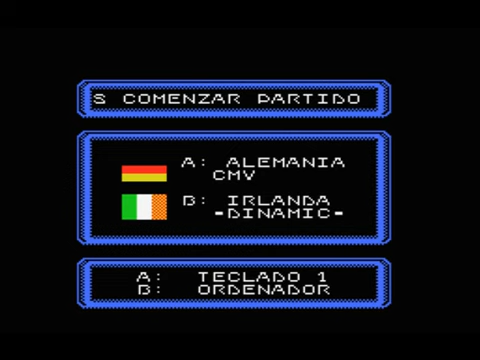 S COMENZAR PARTIDO
A: ALEMANIA
CMV
B: IRLANDA
-DINAMIC-
A: TECLADO 1
B: ORDENADOR